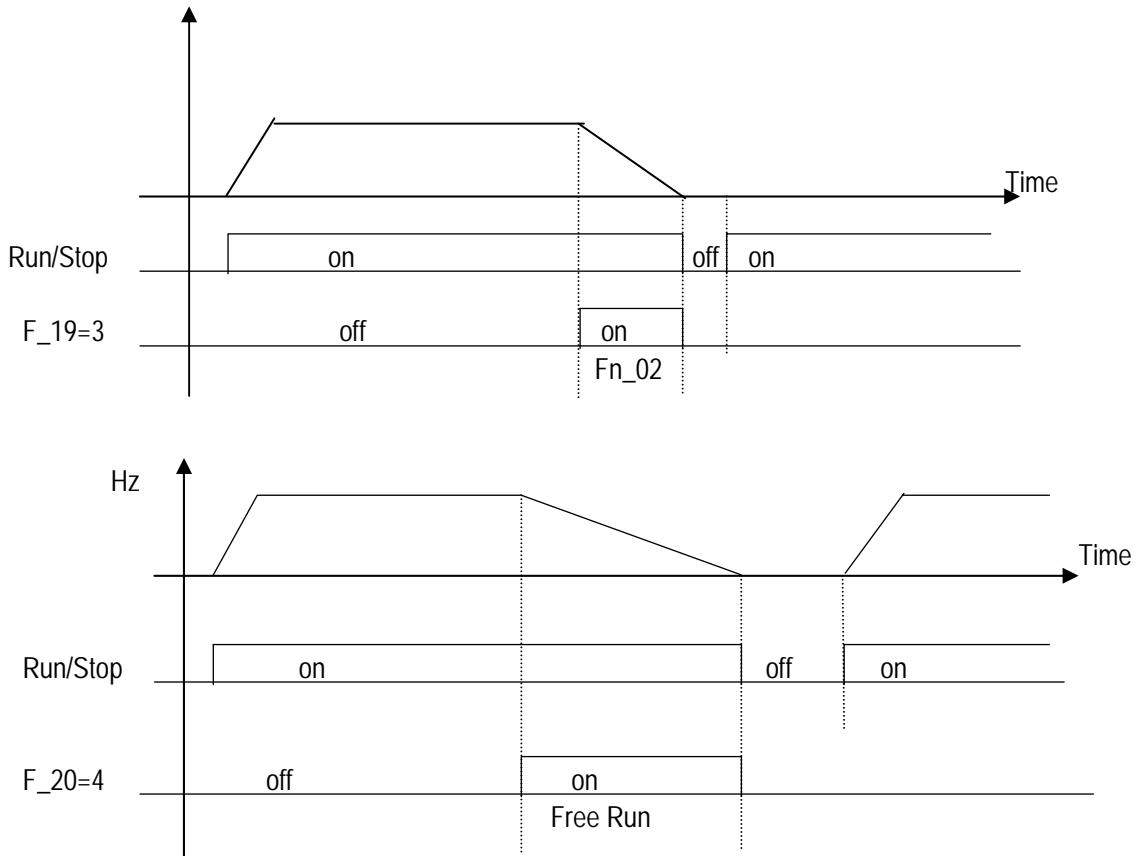 Time
Run/Stop on off on
F_19=3 off on
Fn_02
Hz
Time
Run/Stop on off on
F_20=4 off on
Free Run